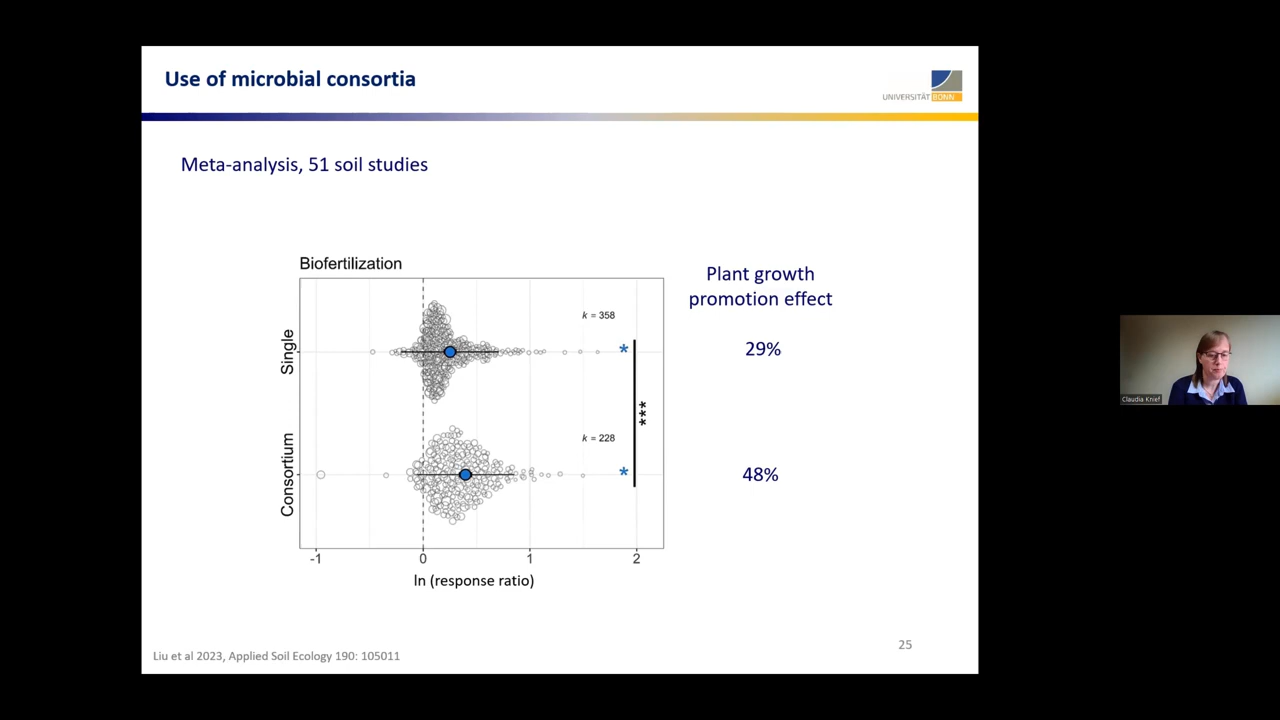 Use of microbial consortia
UNIVERSITÄT BONN
Meta-analysis, 51 soil studies
Biofertilization
Plant growth
promotion effect
k = 358
Single
*
29%
***
k = 228
Consortium
*
48%
-1 0 1 2
ln (response ratio)
Claudia Knief
25
Liu et al 2023, Applied Soil Ecology 190: 105011